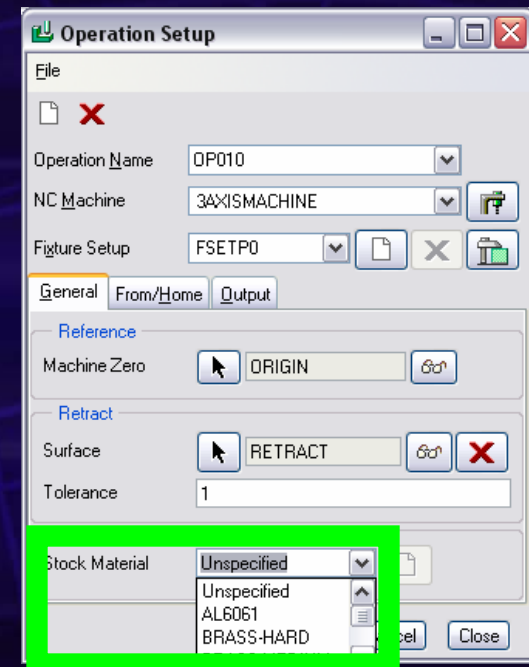 Operation Setup
File
Operation Name OP010
NC Machine 3AXISMACHINE
Fixture Setup FSETP0
General From/Home Output
Reference
Machine Zero ORIGIN
Retract
Surface RETRACT
Tolerance 1
Stock Material Unspecified
Unspecified
AL6061
BRASS-HARD
Close